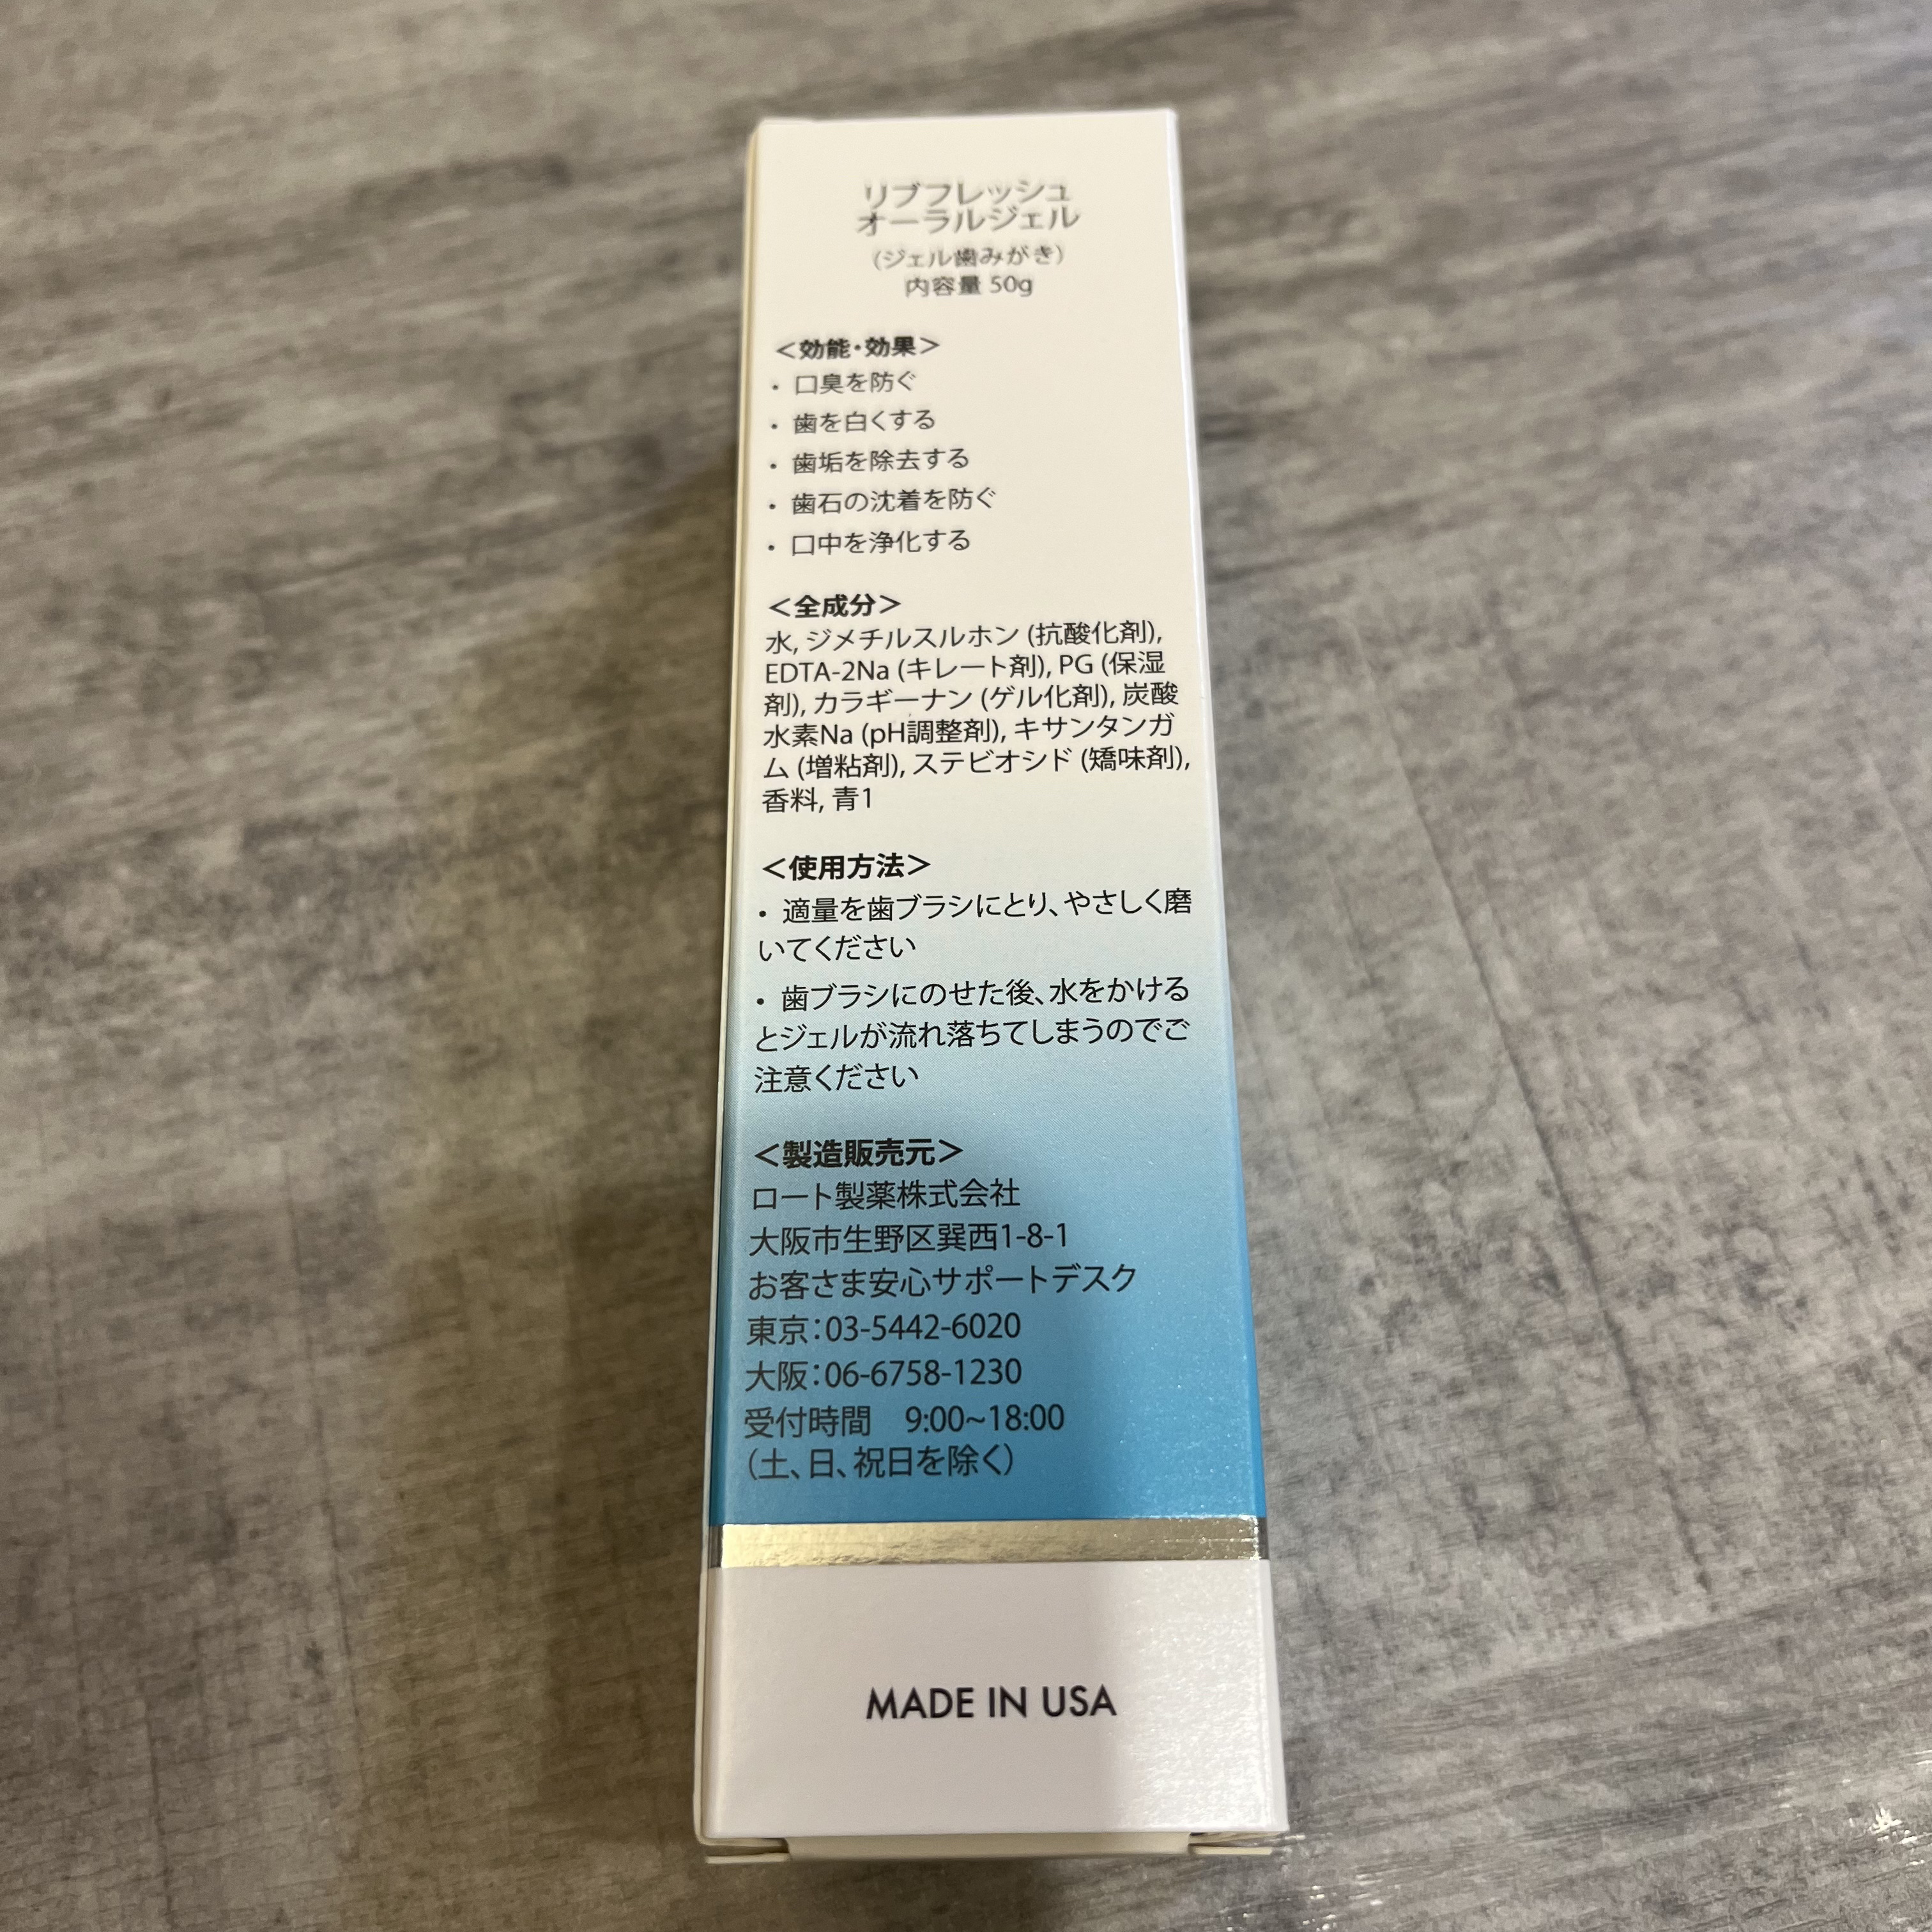 リブフレッシュ
オーラルジェル
(ジェル歯みがき)
内容量 50g
＜効能・効果＞
・ 口臭を防ぐ
・ 歯を白くする
・ 歯垢を除去する
・ 歯石の沈着を防ぐ
・ 口中を浄化する
＜全成分＞
水, ジメチルスルホン (抗酸化剤),
EDTA-2Na (キレート剤), PG (保湿
剤), カラギーナン (ゲル化剤), 炭酸
水素Na (pH調整剤), キサンタンガ
ム (増粘剤), ステビオシド (矯味剤),
香料, 青1
＜使用方法＞
・ 適量を歯ブラシにとり、やさしく磨
いてください
・ 歯ブラシにのせた後、水をかける
とジェルが流れ落ちてしまうのでご
注意ください
＜製造販売元＞
ロート製薬株式会社
大阪市生野区巽西1-8-1
お客さま安心サポートデスク
東京：03-5442-6020
大阪：06-6758-1230
受付時間　9:00~18:00
（土、日、祝日を除く）
MADE IN USA